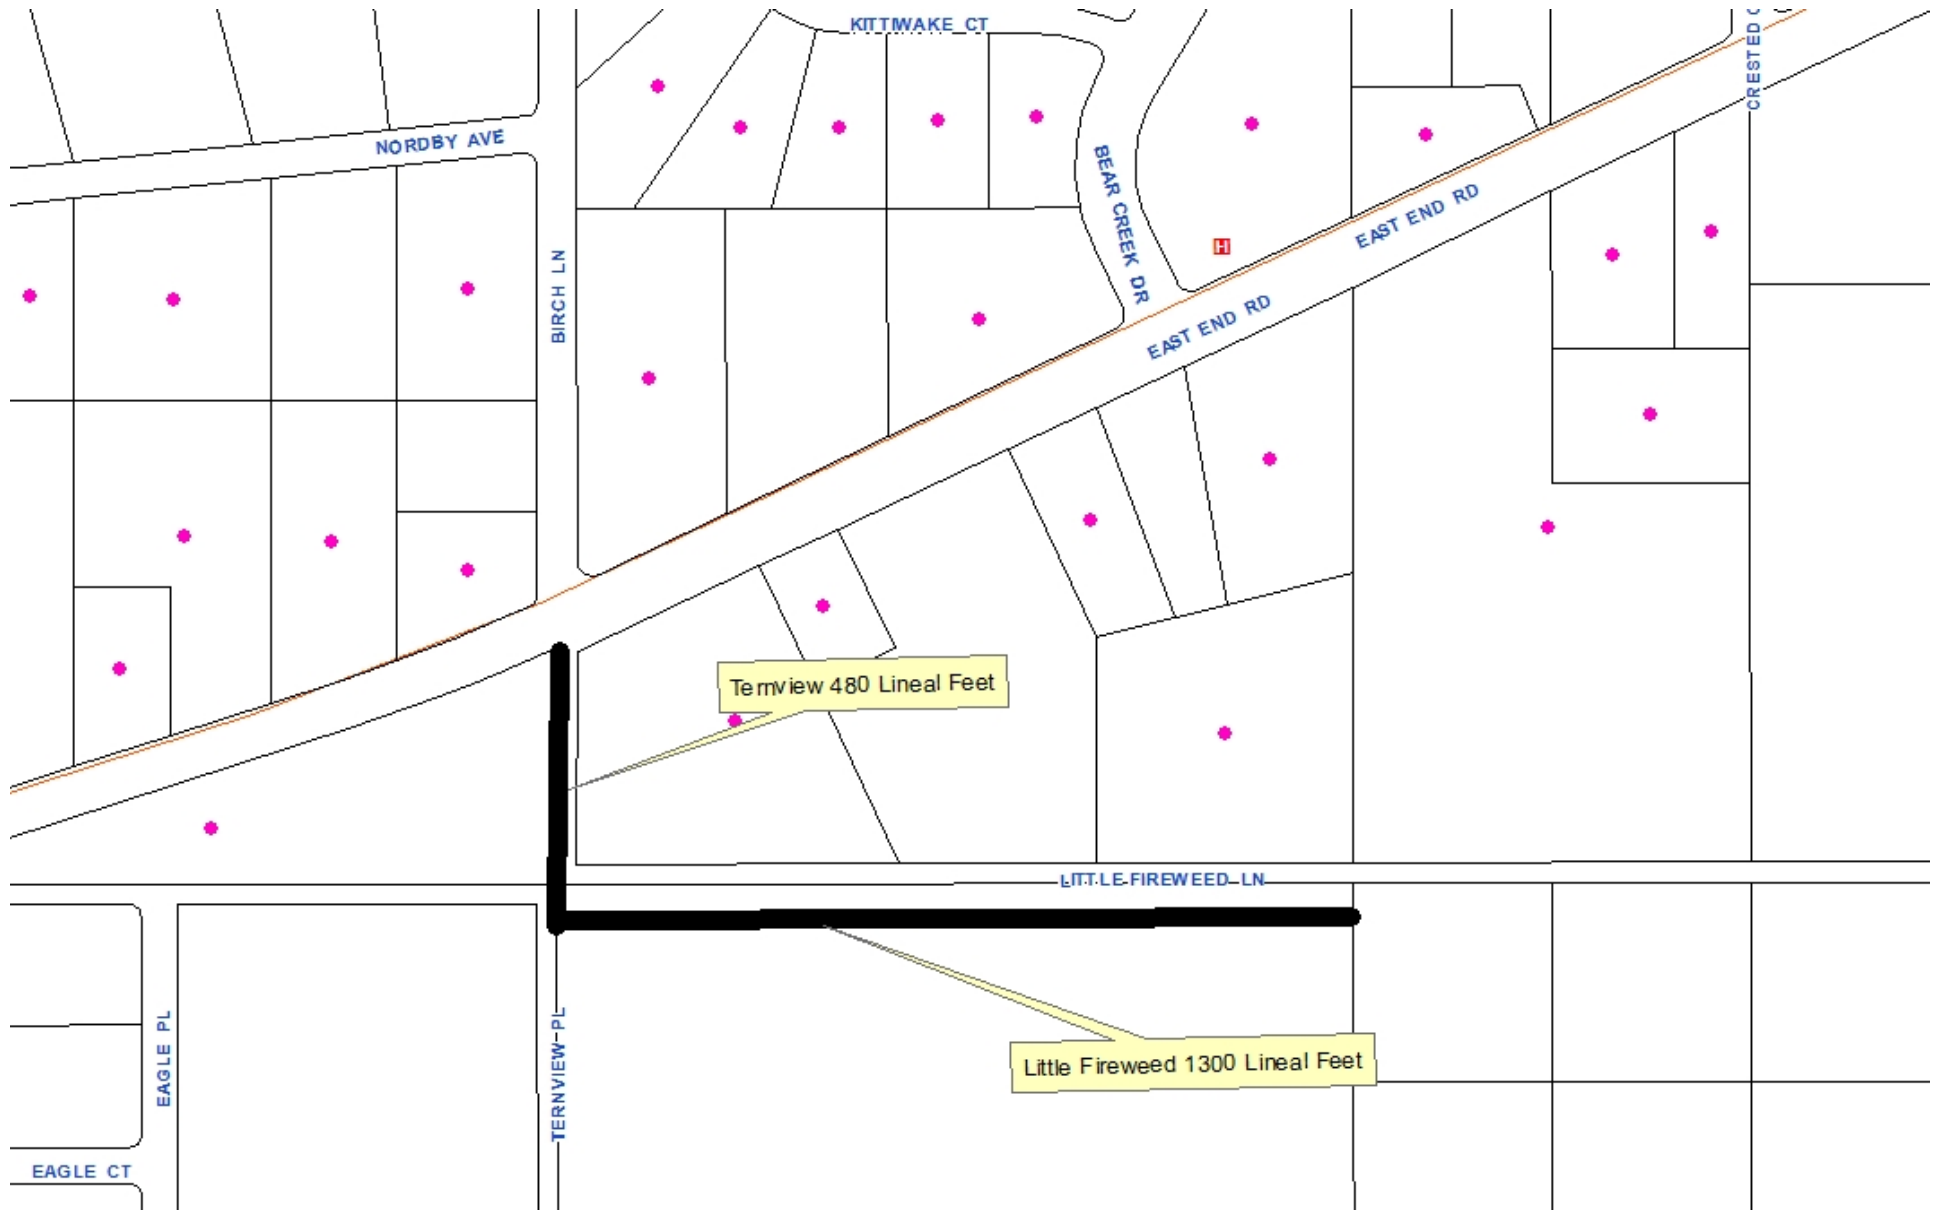 KITTIWAKE CT
CRESTED C
NORDBY AVE
BEAR CREEK DR
EAST END RD
H
BIRCH LN
EAST END RD
Ternview 480 Lineal Feet
LITTLE FIREWEED LN
EAGLE PL
TERNVIEW PL
Little Fireweed 1300 Lineal Feet
EAGLE CT